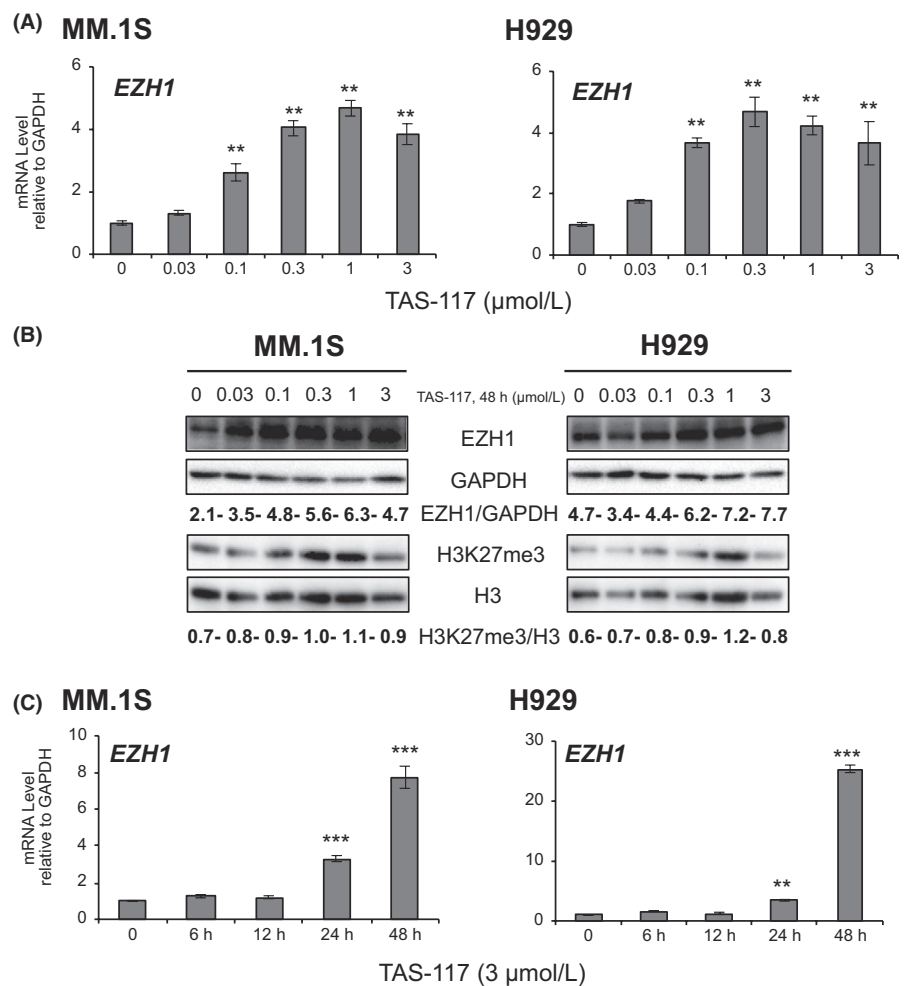 (A) MM.1S H929
EZH1 EZH1
mRNA Level
relative to GAPDH
6 6
** ** ** ** ** ** ** **
4 4
2 2
0 0
0 0.03 0.1 0.3 1 3 0 0.03 0.1 0.3 1 3
TAS-117 (µmol/L)
(B)
MM.1S H929
0 0.03 0.1 0.3 1 3 TAS-117, 48 h (µmol/L) 0 0.03 0.1 0.3 1 3
EZH1
GAPDH
2.1- 3.5- 4.8- 5.6- 6.3- 4.7 EZH1/GAPDH 4.7- 3.4- 4.4- 6.2- 7.2- 7.7
H3K27me3
H3
0.7- 0.8- 0.9- 1.0- 1.1- 0.9 H3K27me3/H3 0.6- 0.7- 0.8- 0.9- 1.2- 0.8
(C) MM.1S H929
EZH1 EZH1
mRNA Level
relative to GAPDH
10 30
*** *** ** ***
8
6 20
4 10
2
0 0
0 6 h 12 h 24 h 48 h 0 6 h 12 h 24 h 48 h
TAS-117 (3 µmol/L)